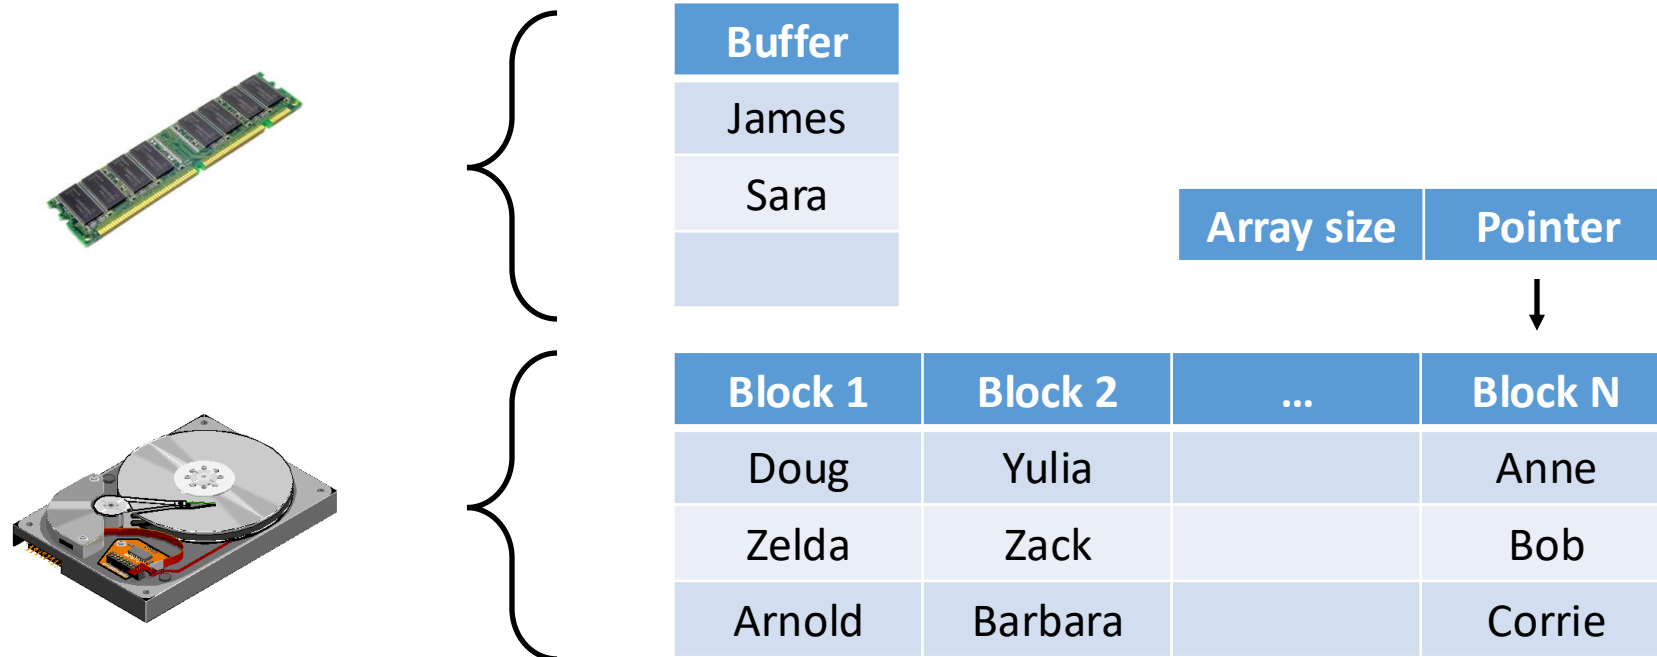 Buffer
James
Sara
Array size Pointer
Block 1 Block 2 ... Block N
Doug Yulia Anne
Zelda Zack Bob
Arnold Barbara Corrie